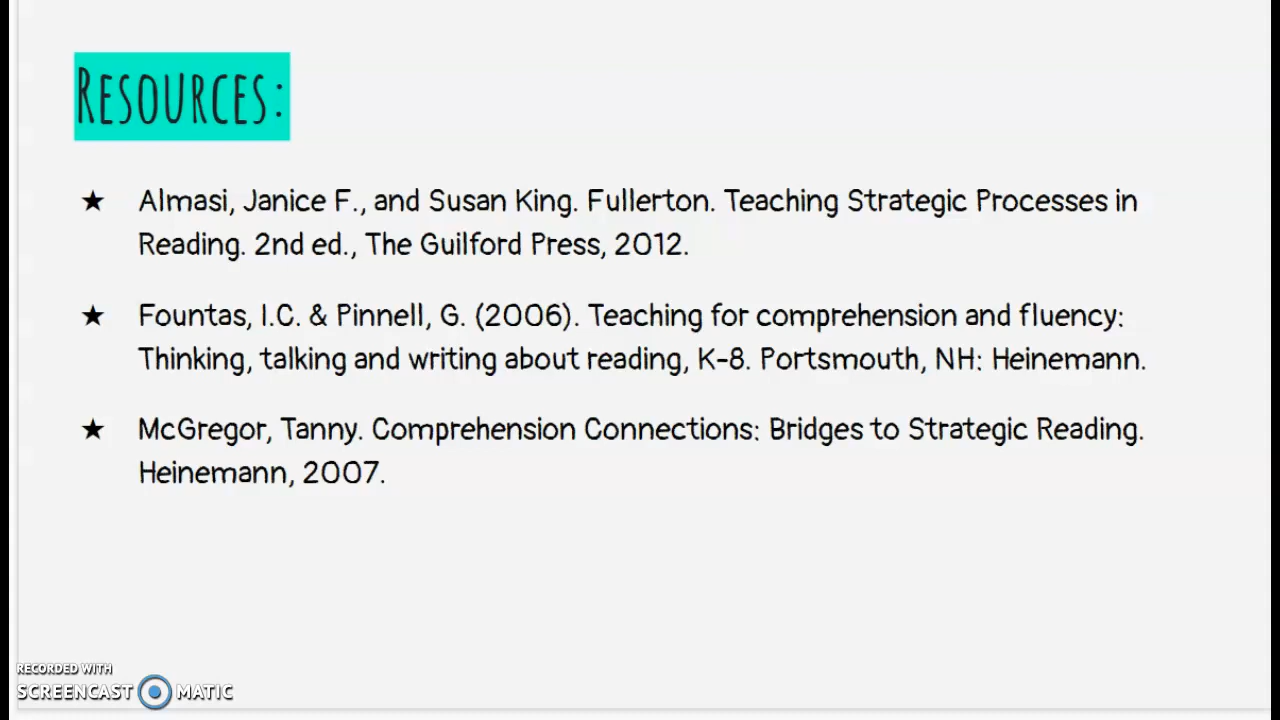 Resources:
★ Almasi, Janice F., and Susan King. Fullerton. Teaching Strategic Processes in
Reading. 2nd ed., The Guilford Press, 2012.
★ Fountas, I.C. & Pinnell, G. (2006). Teaching for comprehension and fluency:
Thinking, talking and writing about reading, K-8. Portsmouth, NH: Heinemann.
★ McGregor, Tanny. Comprehension Connections: Bridges to Strategic Reading.
Heinemann, 2007.
RECORDED WITH
SCREENCAST MATIC